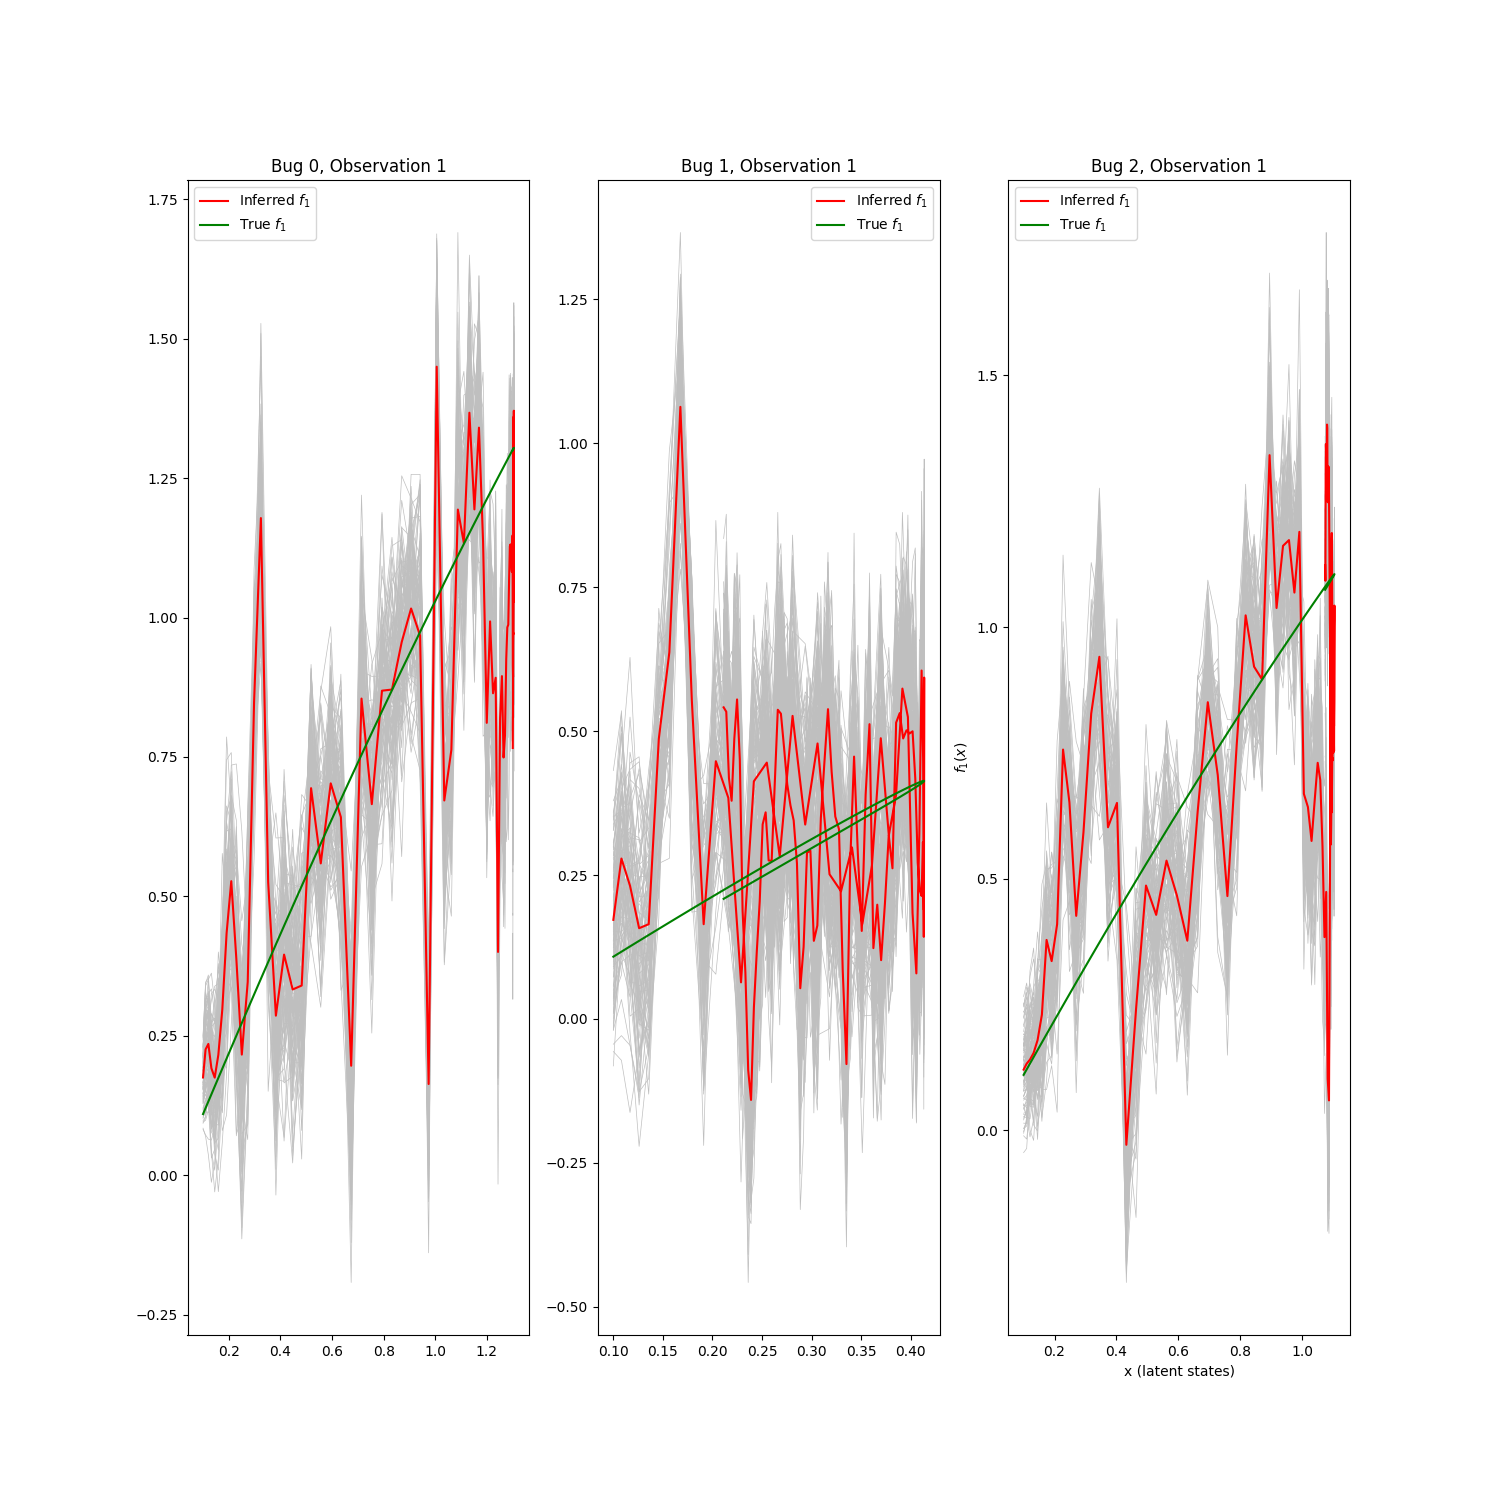 Bug 0, Observation 1
Inferred f₁
True f₁
1.75
1.50
1.25
1.00
0.75
0.50
0.25
0.00
−0.25
0.2 0.4 0.6 0.8 1.0 1.2
Bug 1, Observation 1
Inferred f₁
True f₁
1.25
1.00
0.75
0.50
0.25
0.00
−0.25
−0.50
0.10 0.15 0.20 0.25 0.30 0.35 0.40
Bug 2, Observation 1
Inferred f₁
True f₁
f₁(x)
1.5
1.0
0.5
0.0
0.2 0.4 0.6 0.8 1.0
x (latent states)